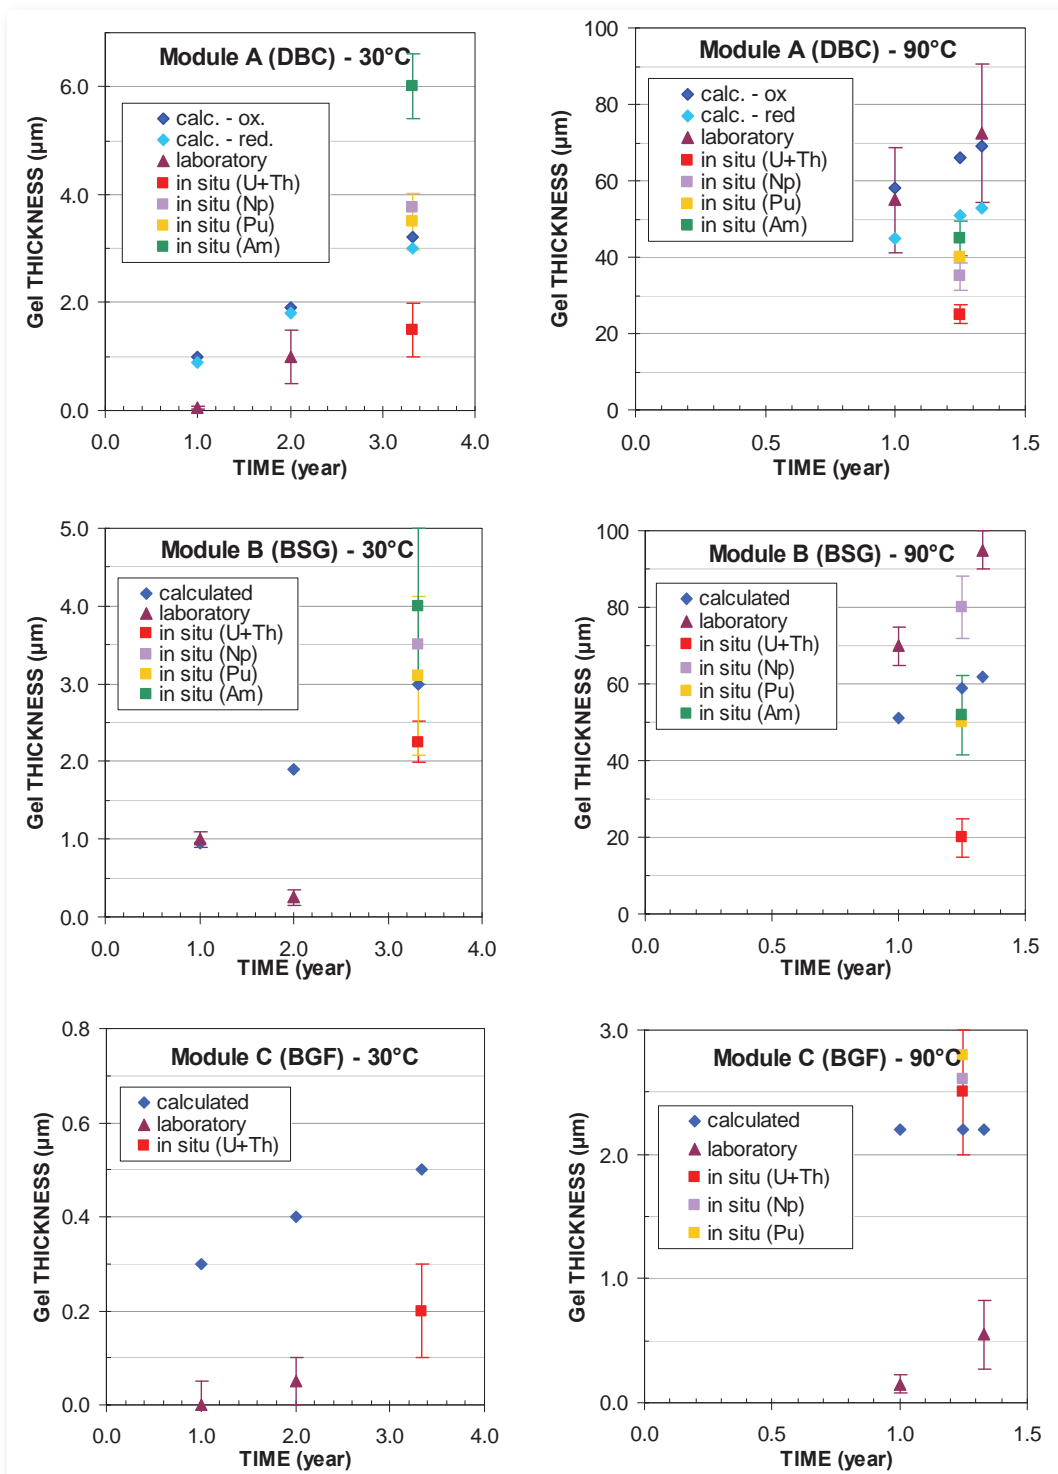 Module A (DBC) - 30°C
Gel THICKNESS (µm)
6.0
4.0
2.0
0.0
calc. - ox.
calc. - red.
laboratory
in situ (U+Th)
in situ (Np)
in situ (Pu)
in situ (Am)
0.0 1.0 2.0 3.0 4.0
TIME (year)
Module A (DBC) - 90°C
Gel THICKNESS (µm)
100
80
60
40
20
0
calc. - ox
calc. - red
laboratory
in situ (U+Th)
in situ (Np)
in situ (Pu)
in situ (Am)
0.0 0.5 1.0 1.5
TIME (year)
Module B (BSG) - 30°C
Gel THICKNESS (µm)
5.0
4.0
3.0
2.0
1.0
0.0
calculated
laboratory
in situ (U+Th)
in situ (Np)
in situ (Pu)
in situ (Am)
0.0 1.0 2.0 3.0 4.0
TIME (year)
Module B (BSG) - 90°C
Gel THICKNESS (µm)
100
80
60
40
20
0
calculated
laboratory
in situ (U+Th)
in situ (Np)
in situ (Pu)
in situ (Am)
0.0 0.5 1.0 1.5
TIME (year)
Module C (BGF) - 30°C
Gel THICKNESS (µm)
0.8
0.6
0.4
0.2
0.0
calculated
laboratory
in situ (U+Th)
0.0 1.0 2.0 3.0 4.0
TIME (year)
Module C (BGF) - 90°C
Gel THICKNESS (µm)
3.0
2.0
1.0
0.0
calculated
laboratory
in situ (U+Th)
in situ (Np)
in situ (Pu)
0.0 0.5 1.0 1.5
TIME (year)